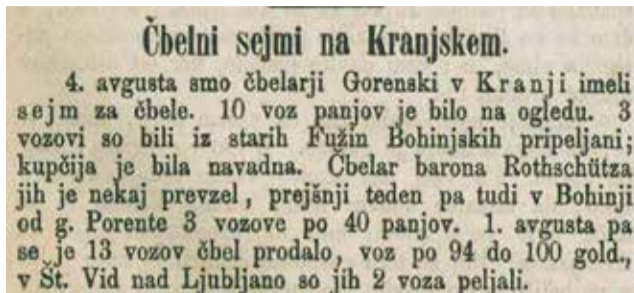 Čbelni sejmi na Kranjskem.
4. avgusta smo čbelarji Gorenski v Kranji imeli
sejm za čbele. 10 voz panjov je bilo na ogledu. 3
vozovi so bili iz starih Fužin Bohinjskih pripeljani;
kupčija je bila navadna. Čbelar barona Rothschütza
jih je nekaj prevzel, prejšnji teden pa tudi v Bohinji
od g. Porente 3 vozove po 40 panjov. 1. avgusta pa
se je 13 vozov čbel prodalo, voz po 94 do 100 gold.,
v Št. Vid nad Ljubljano so jih 2 voza peljali.